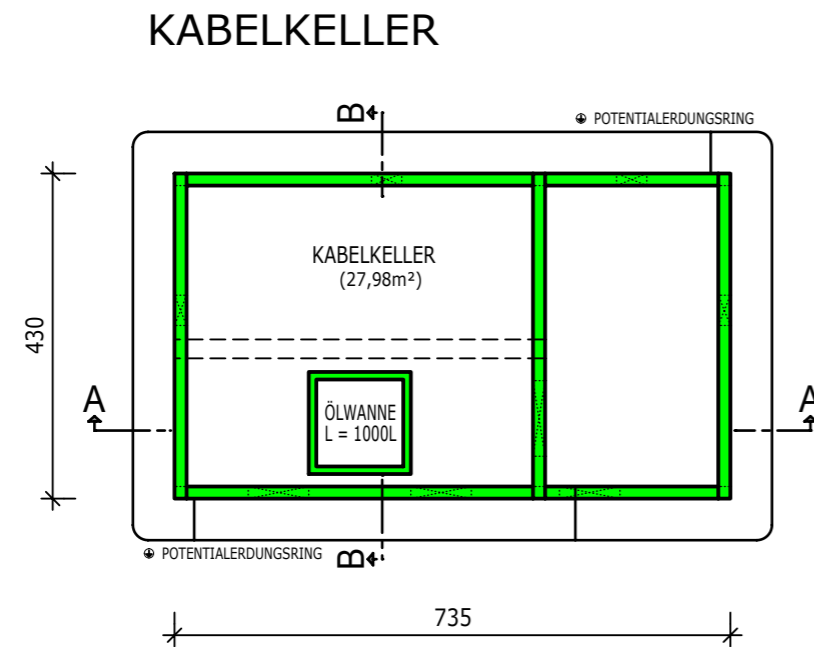 KABELKELLER
B
POTENTIALERDUNGSRING
KABELKELLER
(27,98m²)
430
A
A
ÖLWANNE
L = 1000L
POTENTIALERDUNGSRING
B
735